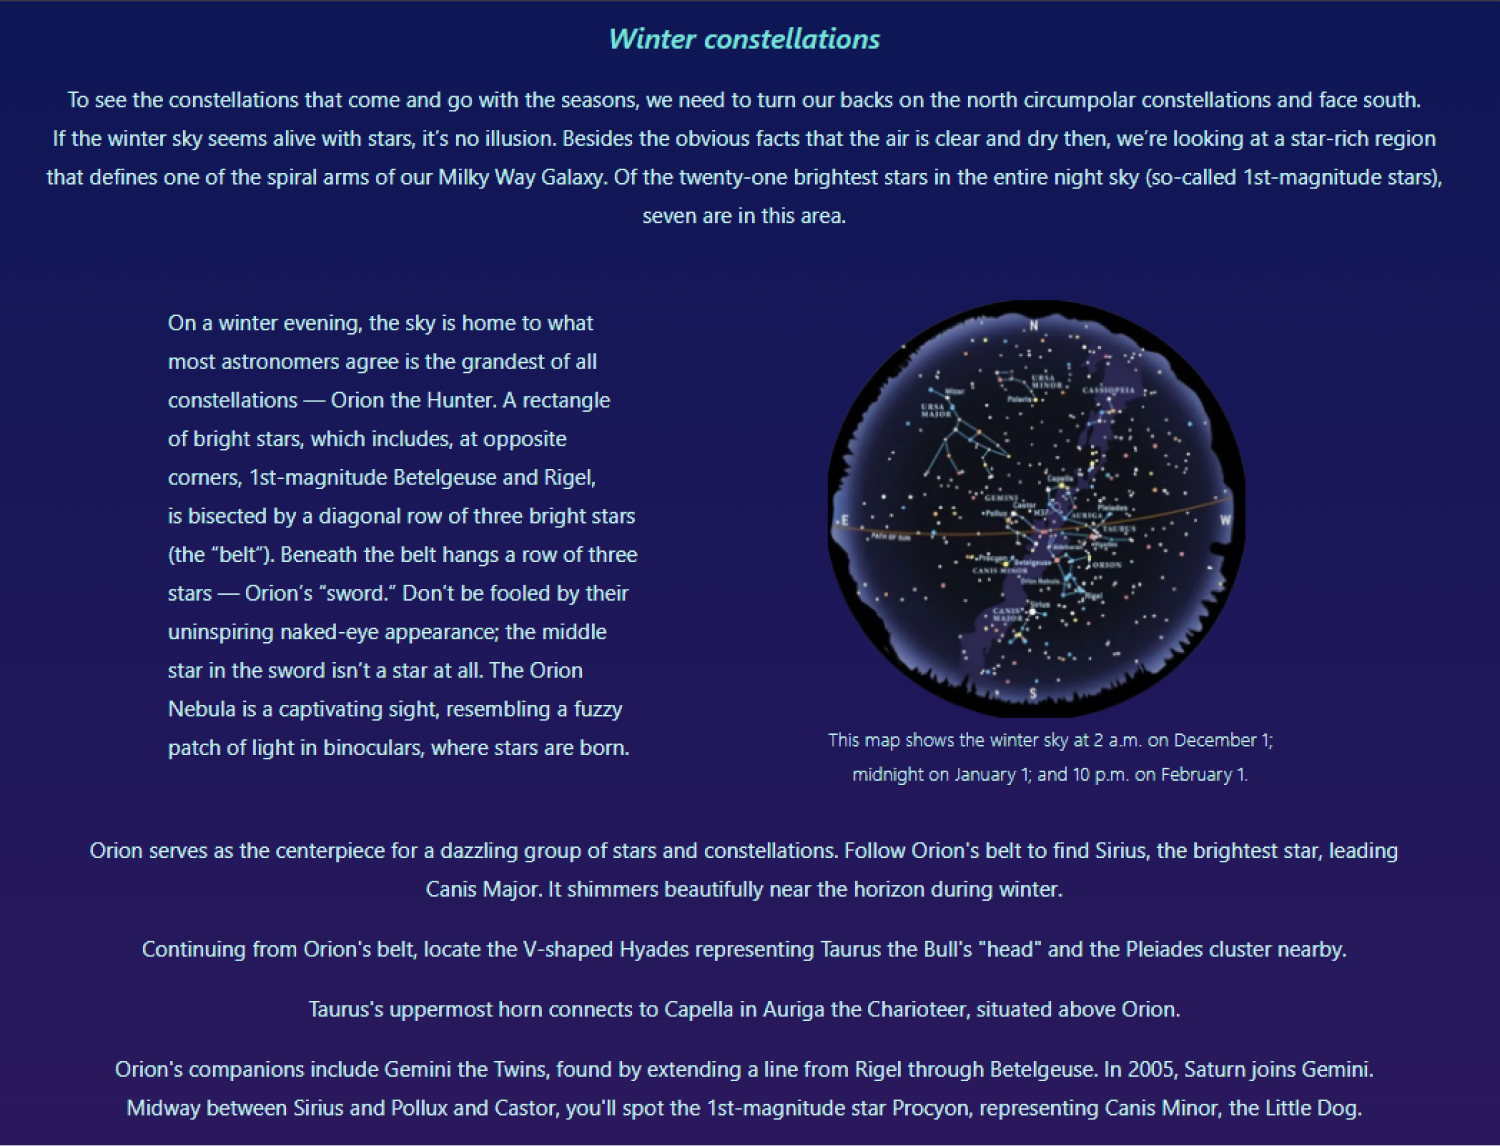 Winter constellations
To see the constellations that come and go with the seasons, we need to turn our backs on the north circumpolar constellations and face south.
If the winter sky seems alive with stars, it’s no illusion. Besides the obvious facts that the air is clear and dry then, we’re looking at a star-rich region
that defines one of the spiral arms of our Milky Way Galaxy. Of the twenty-one brightest stars in the entire night sky (so-called 1st-magnitude stars),
seven are in this area.
On a winter evening, the sky is home to what
most astronomers agree is the grandest of all
constellations — Orion the Hunter. A rectangle
of bright stars, which includes, at opposite
corners, 1st-magnitude Betelgeuse and Rigel,
is bisected by a diagonal row of three bright stars
(the “belt”). Beneath the belt hangs a row of three
stars — Orion’s “sword.” Don’t be fooled by their
uninspiring naked-eye appearance; the middle
star in the sword isn’t a star at all. The Orion
Nebula is a captivating sight, resembling a fuzzy
patch of light in binoculars, where stars are born.
N
URSA
MINOR
CASSIOPEIA
Mizar
Polaris
URSA
MAJOR
Capella
GEMINI
Castor
Pollux
M37
AURIGA
Pleiades
E
W
TAURUS
PATH OF SUN
Procyon
Betelgeuse
CANIS MINOR
ORION
Orion Nebula
Rigel
Sirius
CANIS
MAJOR
S
This map shows the winter sky at 2 a.m. on December 1;
midnight on January 1; and 10 p.m. on February 1.
Orion serves as the centerpiece for a dazzling group of stars and constellations. Follow Orion's belt to find Sirius, the brightest star, leading
Canis Major. It shimmers beautifully near the horizon during winter.
Continuing from Orion's belt, locate the V-shaped Hyades representing Taurus the Bull's "head" and the Pleiades cluster nearby.
Taurus's uppermost horn connects to Capella in Auriga the Charioteer, situated above Orion.
Orion's companions include Gemini the Twins, found by extending a line from Rigel through Betelgeuse. In 2005, Saturn joins Gemini.
Midway between Sirius and Pollux and Castor, you'll spot the 1st-magnitude star Procyon, representing Canis Minor, the Little Dog.